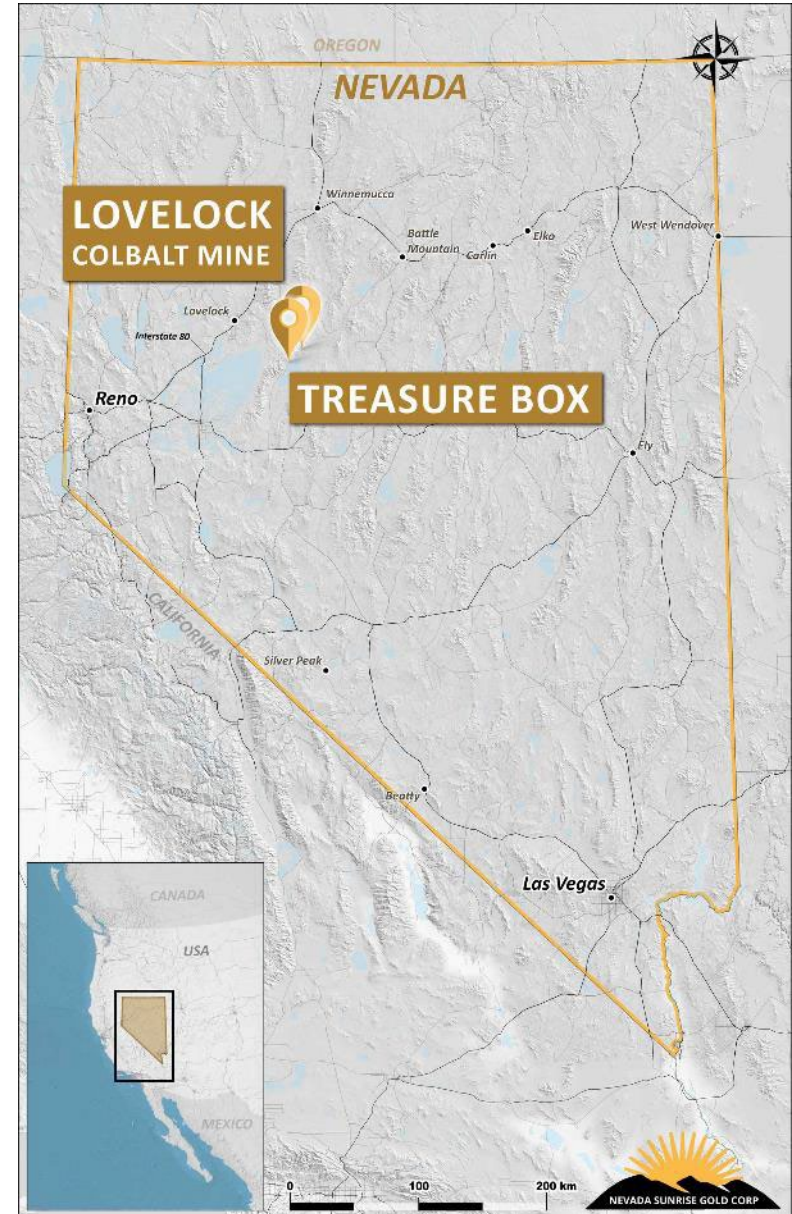 OREGON
NEVADA
LOVELOCK
COLBALT MINE
Winnemucca
Battle
Mountain
Carlin
Elko
West Wendover
Lovelock
Interstate 80
TREASURE BOX
Reno
Ely
CALIFORNIA
Silver Peak
Beatty
Las Vegas
CANADA
USA
MEXICO
0 100 200 km
NEVADA SUNRISE GOLD CORP